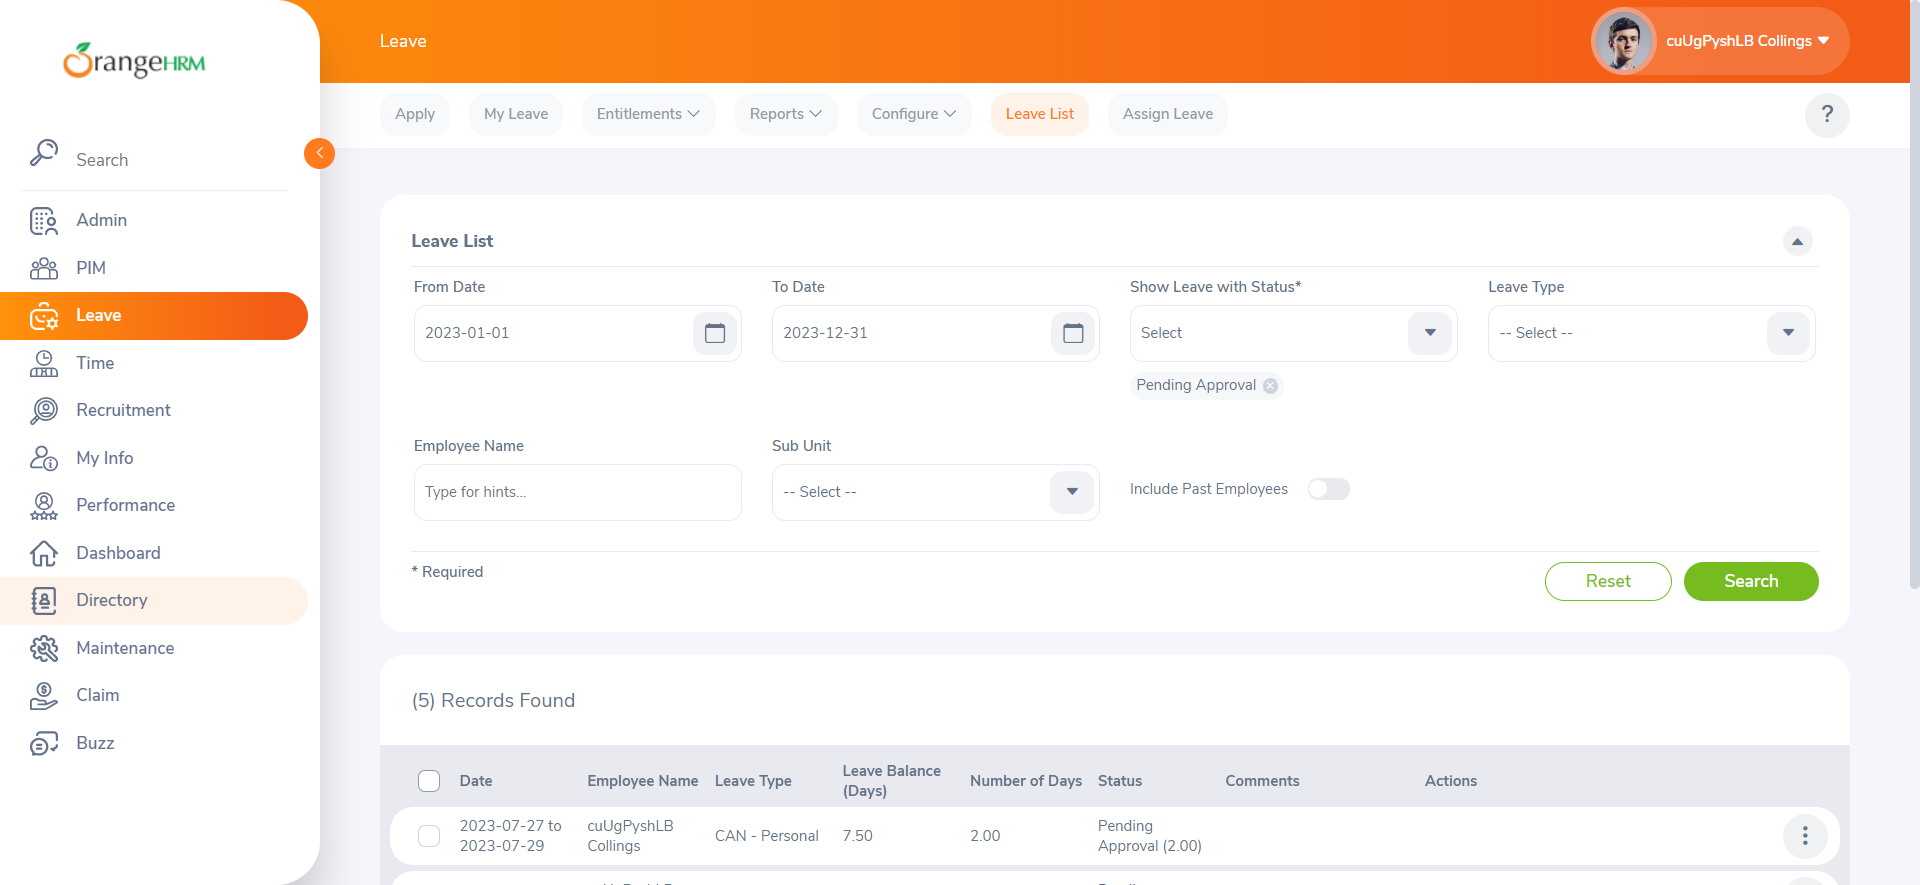 OrangeHRM
Leave
cuUgPyshLB Collings
Apply
My Leave
Entitlements
Reports
Configure
Leave List
Assign Leave
?
Search
Admin
PIM
Leave
Time
Recruitment
My Info
Performance
Dashboard
Directory
Maintenance
Claim
Buzz
Leave List
From Date
To Date
Show Leave with Status*
Leave Type
2023-01-01
2023-12-31
Select
-- Select --
Pending Approval
Employee Name
Sub Unit
Type for hints...
-- Select --
Include Past Employees
* Required
Reset
Search
(5) Records Found
Date
Employee Name
Leave Type
Leave Balance
(Days)
Number of Days
Status
Comments
Actions
2023-07-27 to
2023-07-29
cuUgPyshLB
Collings
CAN - Personal
7.50
2.00
Pending
Approval (2.00)